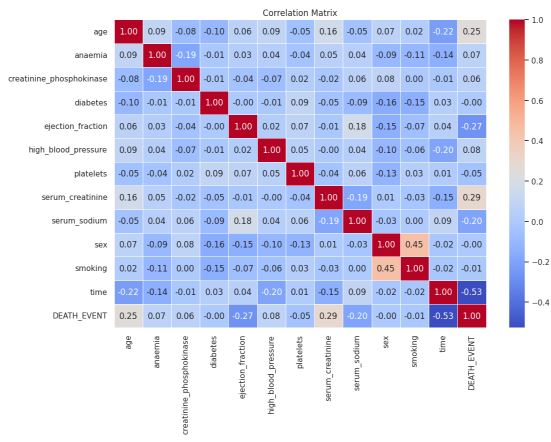 Correlation Matrix
age 1.00 0.09 -0.08 -0.10 0.06 0.09 -0.05 0.16 -0.05 0.07 0.02 -0.22 0.25
anaemia 0.09 1.00 -0.19 -0.01 0.03 0.04 -0.04 0.05 0.04 -0.09 -0.11 -0.14 0.07
creatinine_phosphokinase -0.08 -0.19 1.00 -0.01 -0.04 -0.07 0.02 -0.02 0.06 0.08 0.00 -0.01 0.06
diabetes -0.10 -0.01 -0.01 1.00 -0.00 -0.01 0.09 -0.05 -0.09 -0.16 -0.15 0.03 -0.00
ejection_fraction 0.06 0.03 -0.04 -0.00 1.00 0.02 0.07 -0.01 0.18 -0.15 -0.07 0.04 -0.27
high_blood_pressure 0.09 0.04 -0.07 -0.01 0.02 1.00 0.05 -0.00 0.04 -0.10 -0.06 -0.20 0.08
platelets -0.05 -0.04 0.02 0.09 0.07 0.05 1.00 -0.04 0.06 -0.13 0.03 0.01 -0.05
serum_creatinine 0.16 0.05 -0.02 -0.05 -0.01 -0.00 -0.04 1.00 -0.19 0.01 -0.03 -0.15 0.29
serum_sodium -0.05 0.04 0.06 -0.09 0.18 0.04 0.06 -0.19 1.00 -0.03 0.00 0.09 -0.20
sex 0.07 -0.09 0.08 -0.16 -0.15 -0.10 -0.13 0.01 -0.03 1.00 0.45 -0.02 -0.00
smoking 0.02 -0.11 0.00 -0.15 -0.07 -0.06 0.03 -0.03 0.00 0.45 1.00 -0.02 -0.01
time -0.22 -0.14 -0.01 0.03 0.04 -0.20 0.01 -0.15 0.09 -0.02 -0.02 1.00 -0.53
DEATH_EVENT 0.25 0.07 0.06 -0.00 -0.27 0.08 -0.05 0.29 -0.20 -0.00 -0.01 -0.53 1.00
age
anaemia
creatinine_phosphokinase
diabetes
ejection_fraction
high_blood_pressure
platelets
serum_creatinine
serum_sodium
sex
smoking
time
DEATH_EVENT
1.0
0.8
0.6
0.4
0.2
0.0
-0.2
-0.4